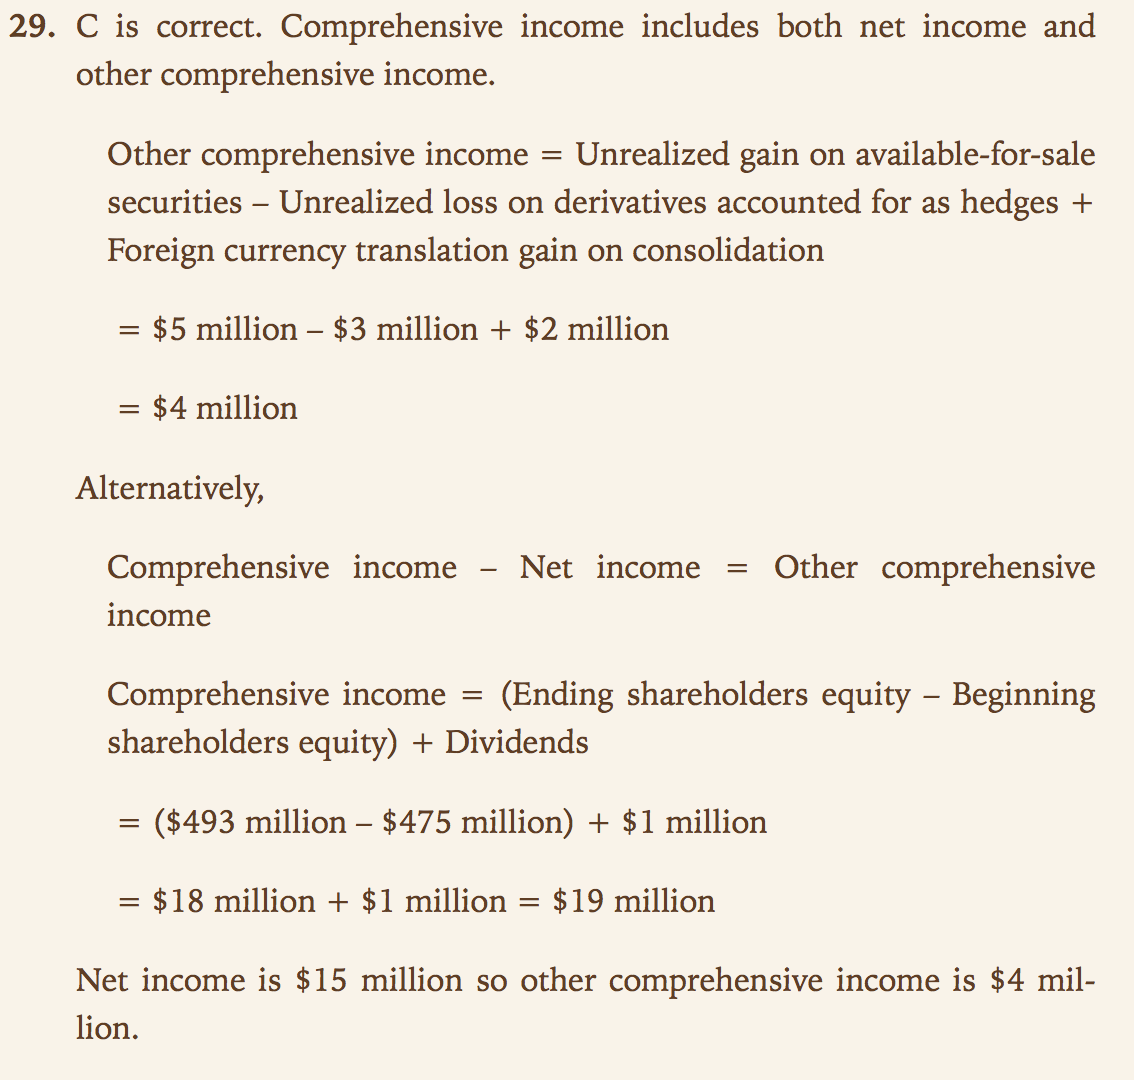 29. C is correct. Comprehensive income includes both net income and
other comprehensive income.
Other comprehensive income = Unrealized gain on available-for-sale
securities – Unrealized loss on derivatives accounted for as hedges +
Foreign currency translation gain on consolidation
= $5 million – $3 million + $2 million
= $4 million
Alternatively,
Comprehensive income – Net income = Other comprehensive
income
Comprehensive income = (Ending shareholders equity – Beginning
shareholders equity) + Dividends
= ($493 million – $475 million) + $1 million
= $18 million + $1 million = $19 million
Net income is $15 million so other comprehensive income is $4 mil-
lion.